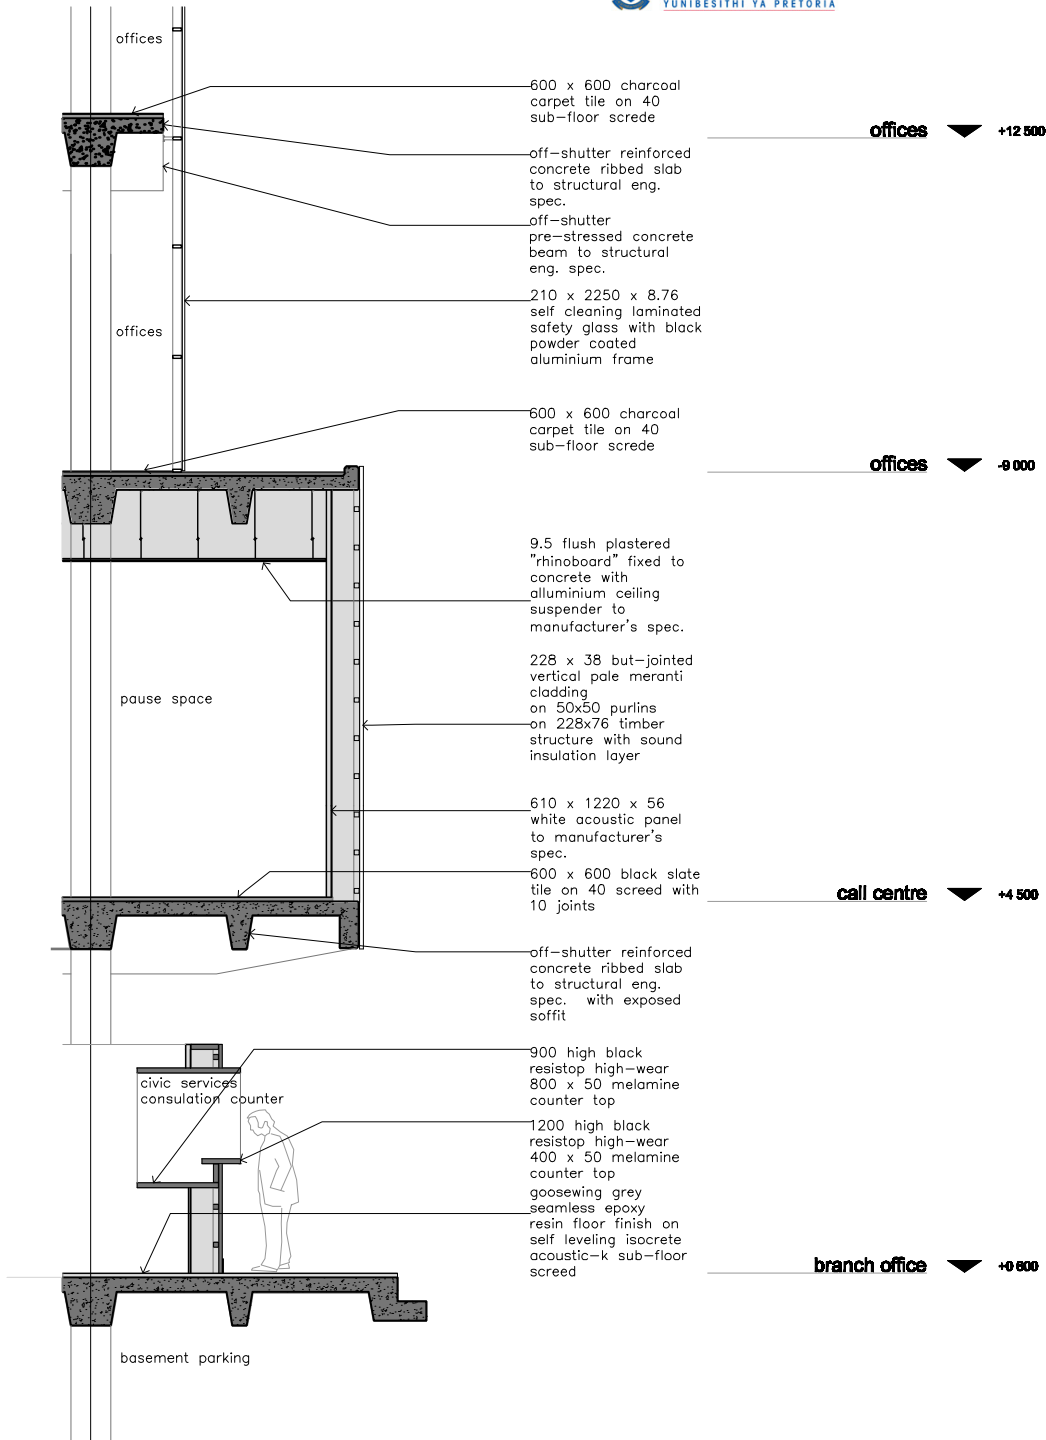 YUNIBESITHI YA PRETORIA
offices
600 x 600 charcoal
carpet tile on 40
sub-floor screde
offices +12 500
off-shutter reinforced
concrete ribbed slab
to structural eng.
spec.
off-shutter
pre-stressed concrete
beam to structural
eng. spec.
210 x 2250 x 8.76
self cleaning laminated
safety glass with black
powder coated
aluminium frame
offices
600 x 600 charcoal
carpet tile on 40
sub-floor screde
offices -9 000
9.5 flush plastered
"rhinoboard" fixed to
concrete with
alluminium ceiling
suspender to
manufacturer's spec.
228 x 38 but-jointed
vertical pale meranti
cladding
on 50x50 purlins
on 228x76 timber
structure with sound
insulation layer
pause space
610 x 1220 x 56
white acoustic panel
to manufacturer's
spec.
600 x 600 black slate
tile on 40 screed with
10 joints
call centre +4 500
off-shutter reinforced
concrete ribbed slab
to structural eng.
spec. with exposed
soffit
900 high black
resistop high-wear
800 x 50 melamine
counter top
civic services
consulation counter
1200 high black
resistop high-wear
400 x 50 melamine
counter top
goosewing grey
seamless epoxy
resin floor finish on
self leveling isocrete
acoustic-k sub-floor
screed
branch office +0 600
basement parking